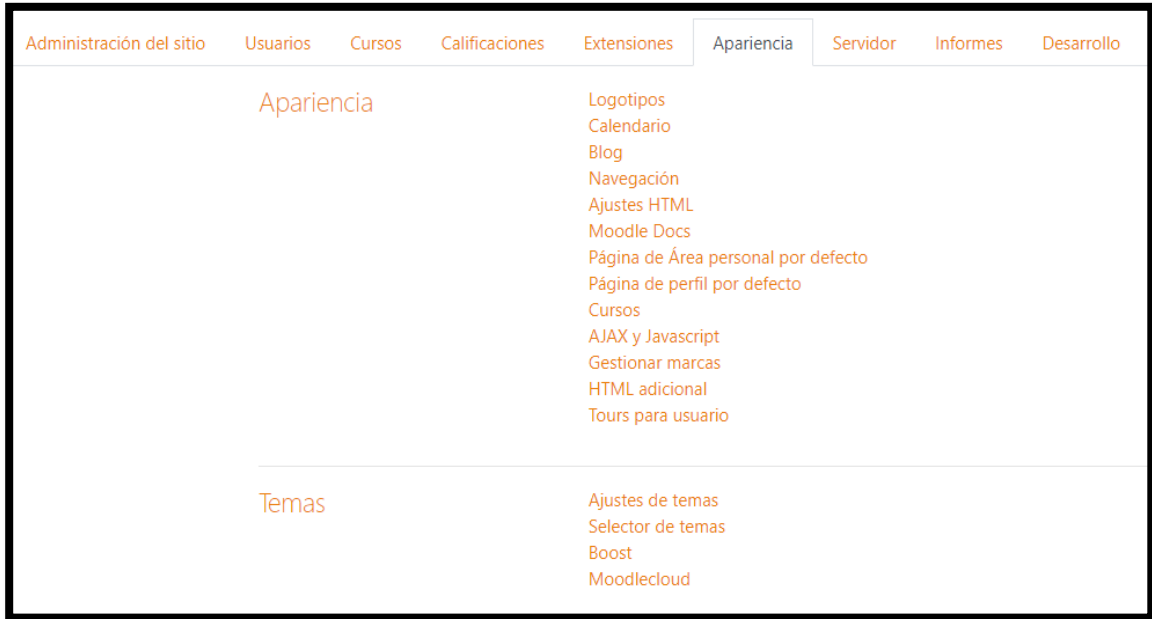 Administración del sitio Usuarios Cursos Calificaciones Extensiones Apariencia Servidor Informes Desarrollo
Apariencia
Logotipos
Calendario
Blog
Navegación
Ajustes HTML
Moodle Docs
Página de Área personal por defecto
Página de perfil por defecto
Cursos
AJAX y Javascript
Gestionar marcas
HTML adicional
Tours para usuario
Temas
Ajustes de temas
Selector de temas
Boost
Moodlecloud